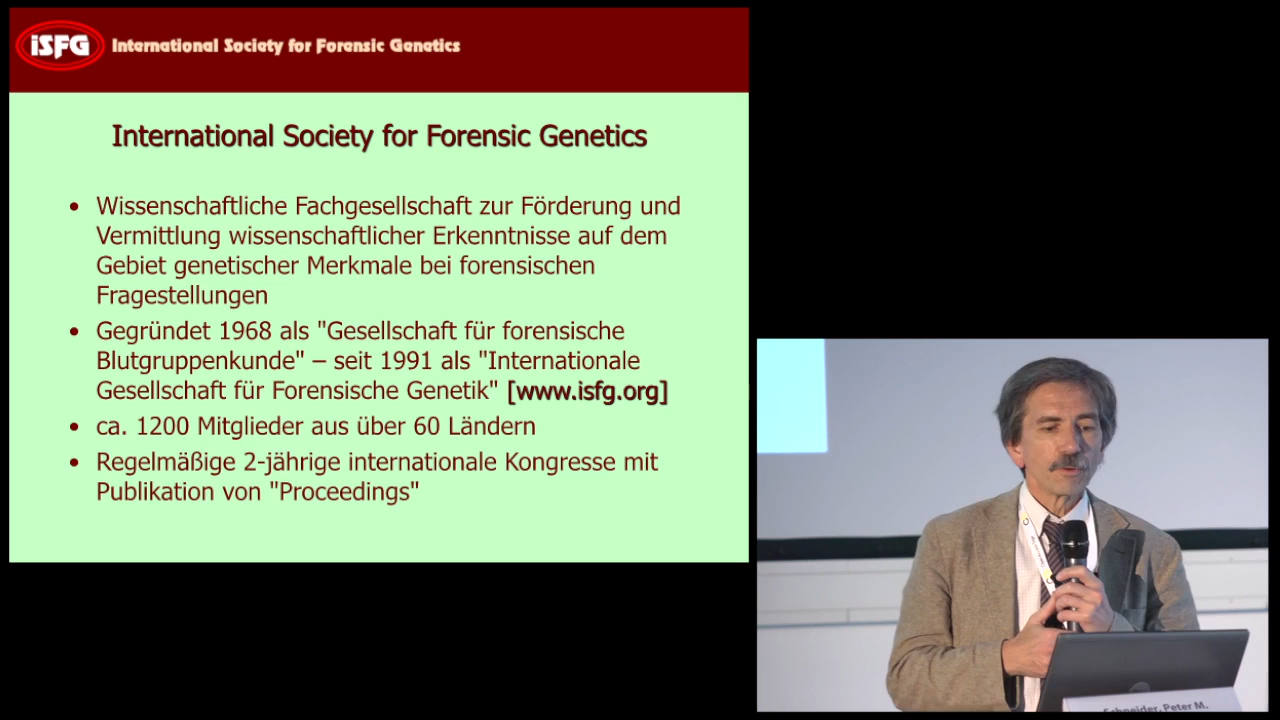 iSFG International Society for Forensic Genetics
International Society for Forensic Genetics
• Wissenschaftliche Fachgesellschaft zur Förderung und
Vermittlung wissenschaftlicher Erkenntnisse auf dem
Gebiet genetischer Merkmale bei forensischen
Fragestellungen
• Gegründet 1968 als "Gesellschaft für forensische
Blutgruppenkunde" – seit 1991 als "Internationale
Gesellschaft für Forensische Genetik" [www.isfg.org]
• ca. 1200 Mitglieder aus über 60 Ländern
• Regelmäßige 2-jährige internationale Kongresse mit
Publikation von "Proceedings"
Schneider, Peter M.